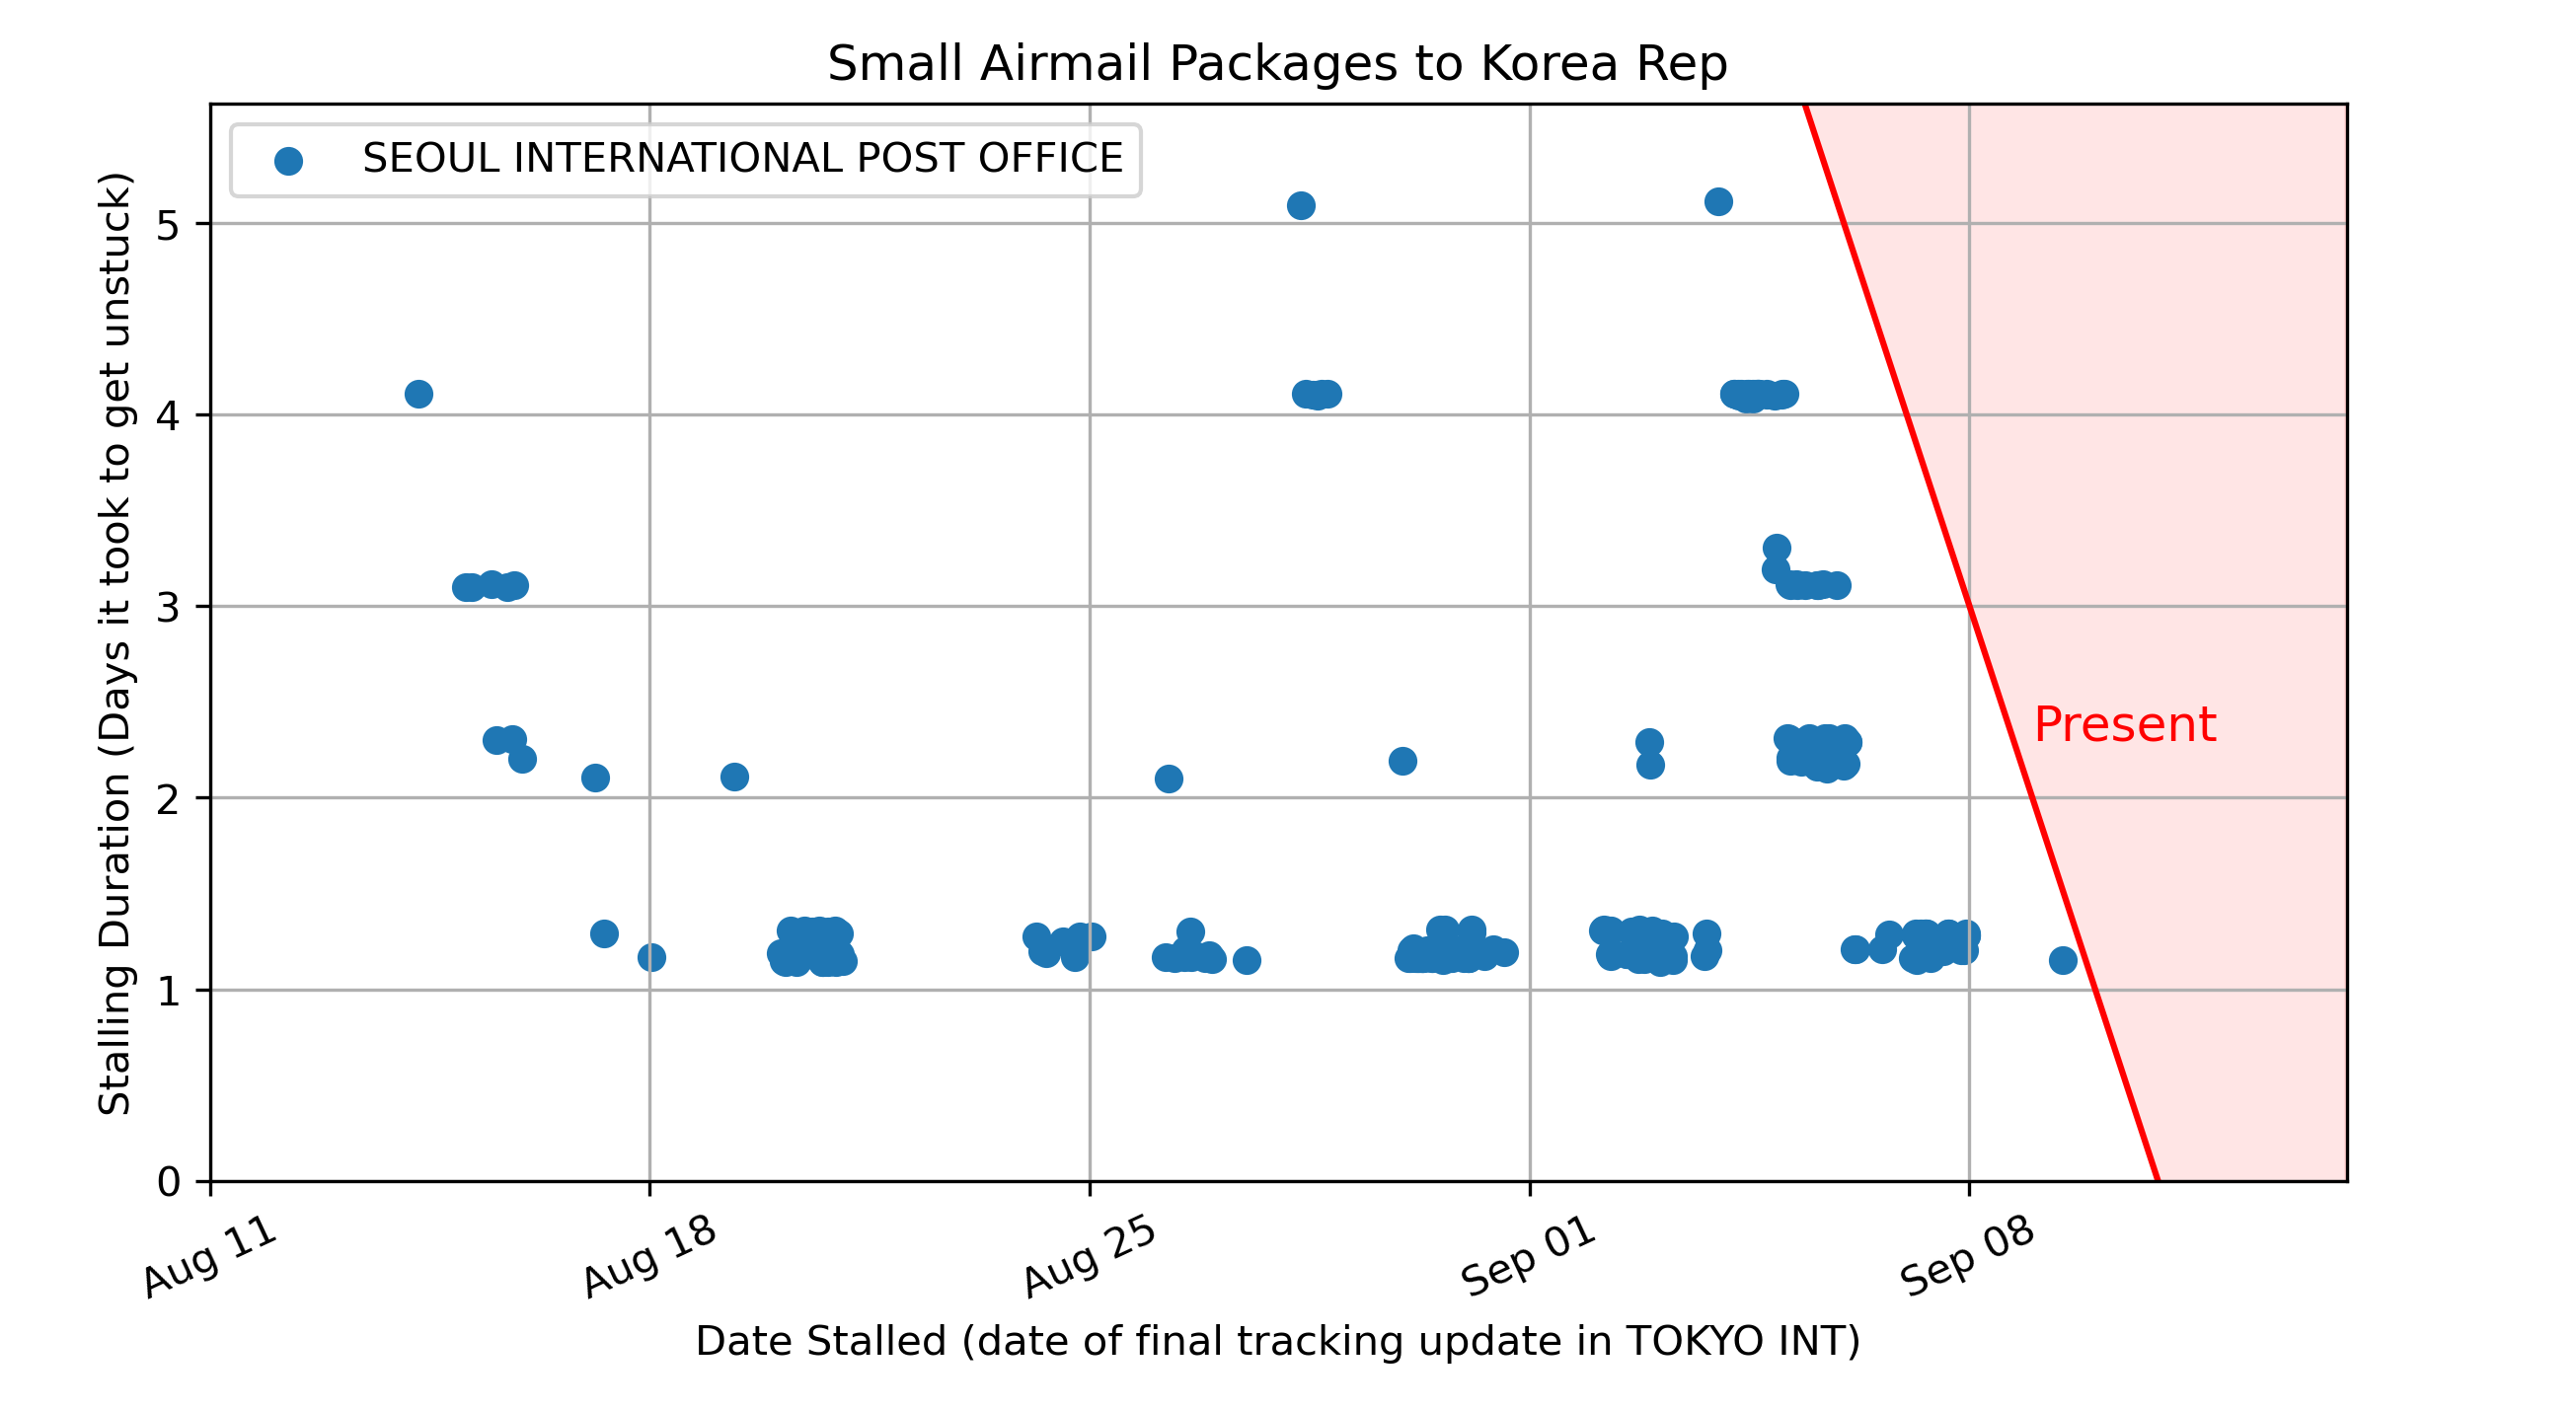 Small Airmail Packages to Korea Rep
SEOUL INTERNATIONAL POST OFFICE
Stalling Duration (Days it took to get unstuck)
5
4
3
2
1
0
Present
Aug 11
Aug 18
Aug 25
Sep 01
Sep 08
Date Stalled (date of final tracking update in TOKYO INT)